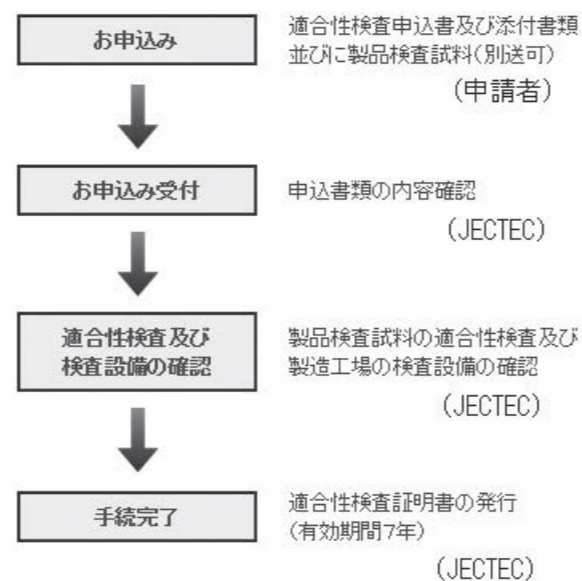 お申込み
適合性検査申込書及び添付書類
並びに製品検査試料(別送可)
(申請者)
お申込み受付
申込書類の内容確認
(JECTEC)
適合性検査及び
検査設備の確認
製品検査試料の適合性検査及び
製造工場の検査設備の確認
(JECTEC)
手続完了
適合性検査証明書の発行
(有効期間7年)
(JECTEC)